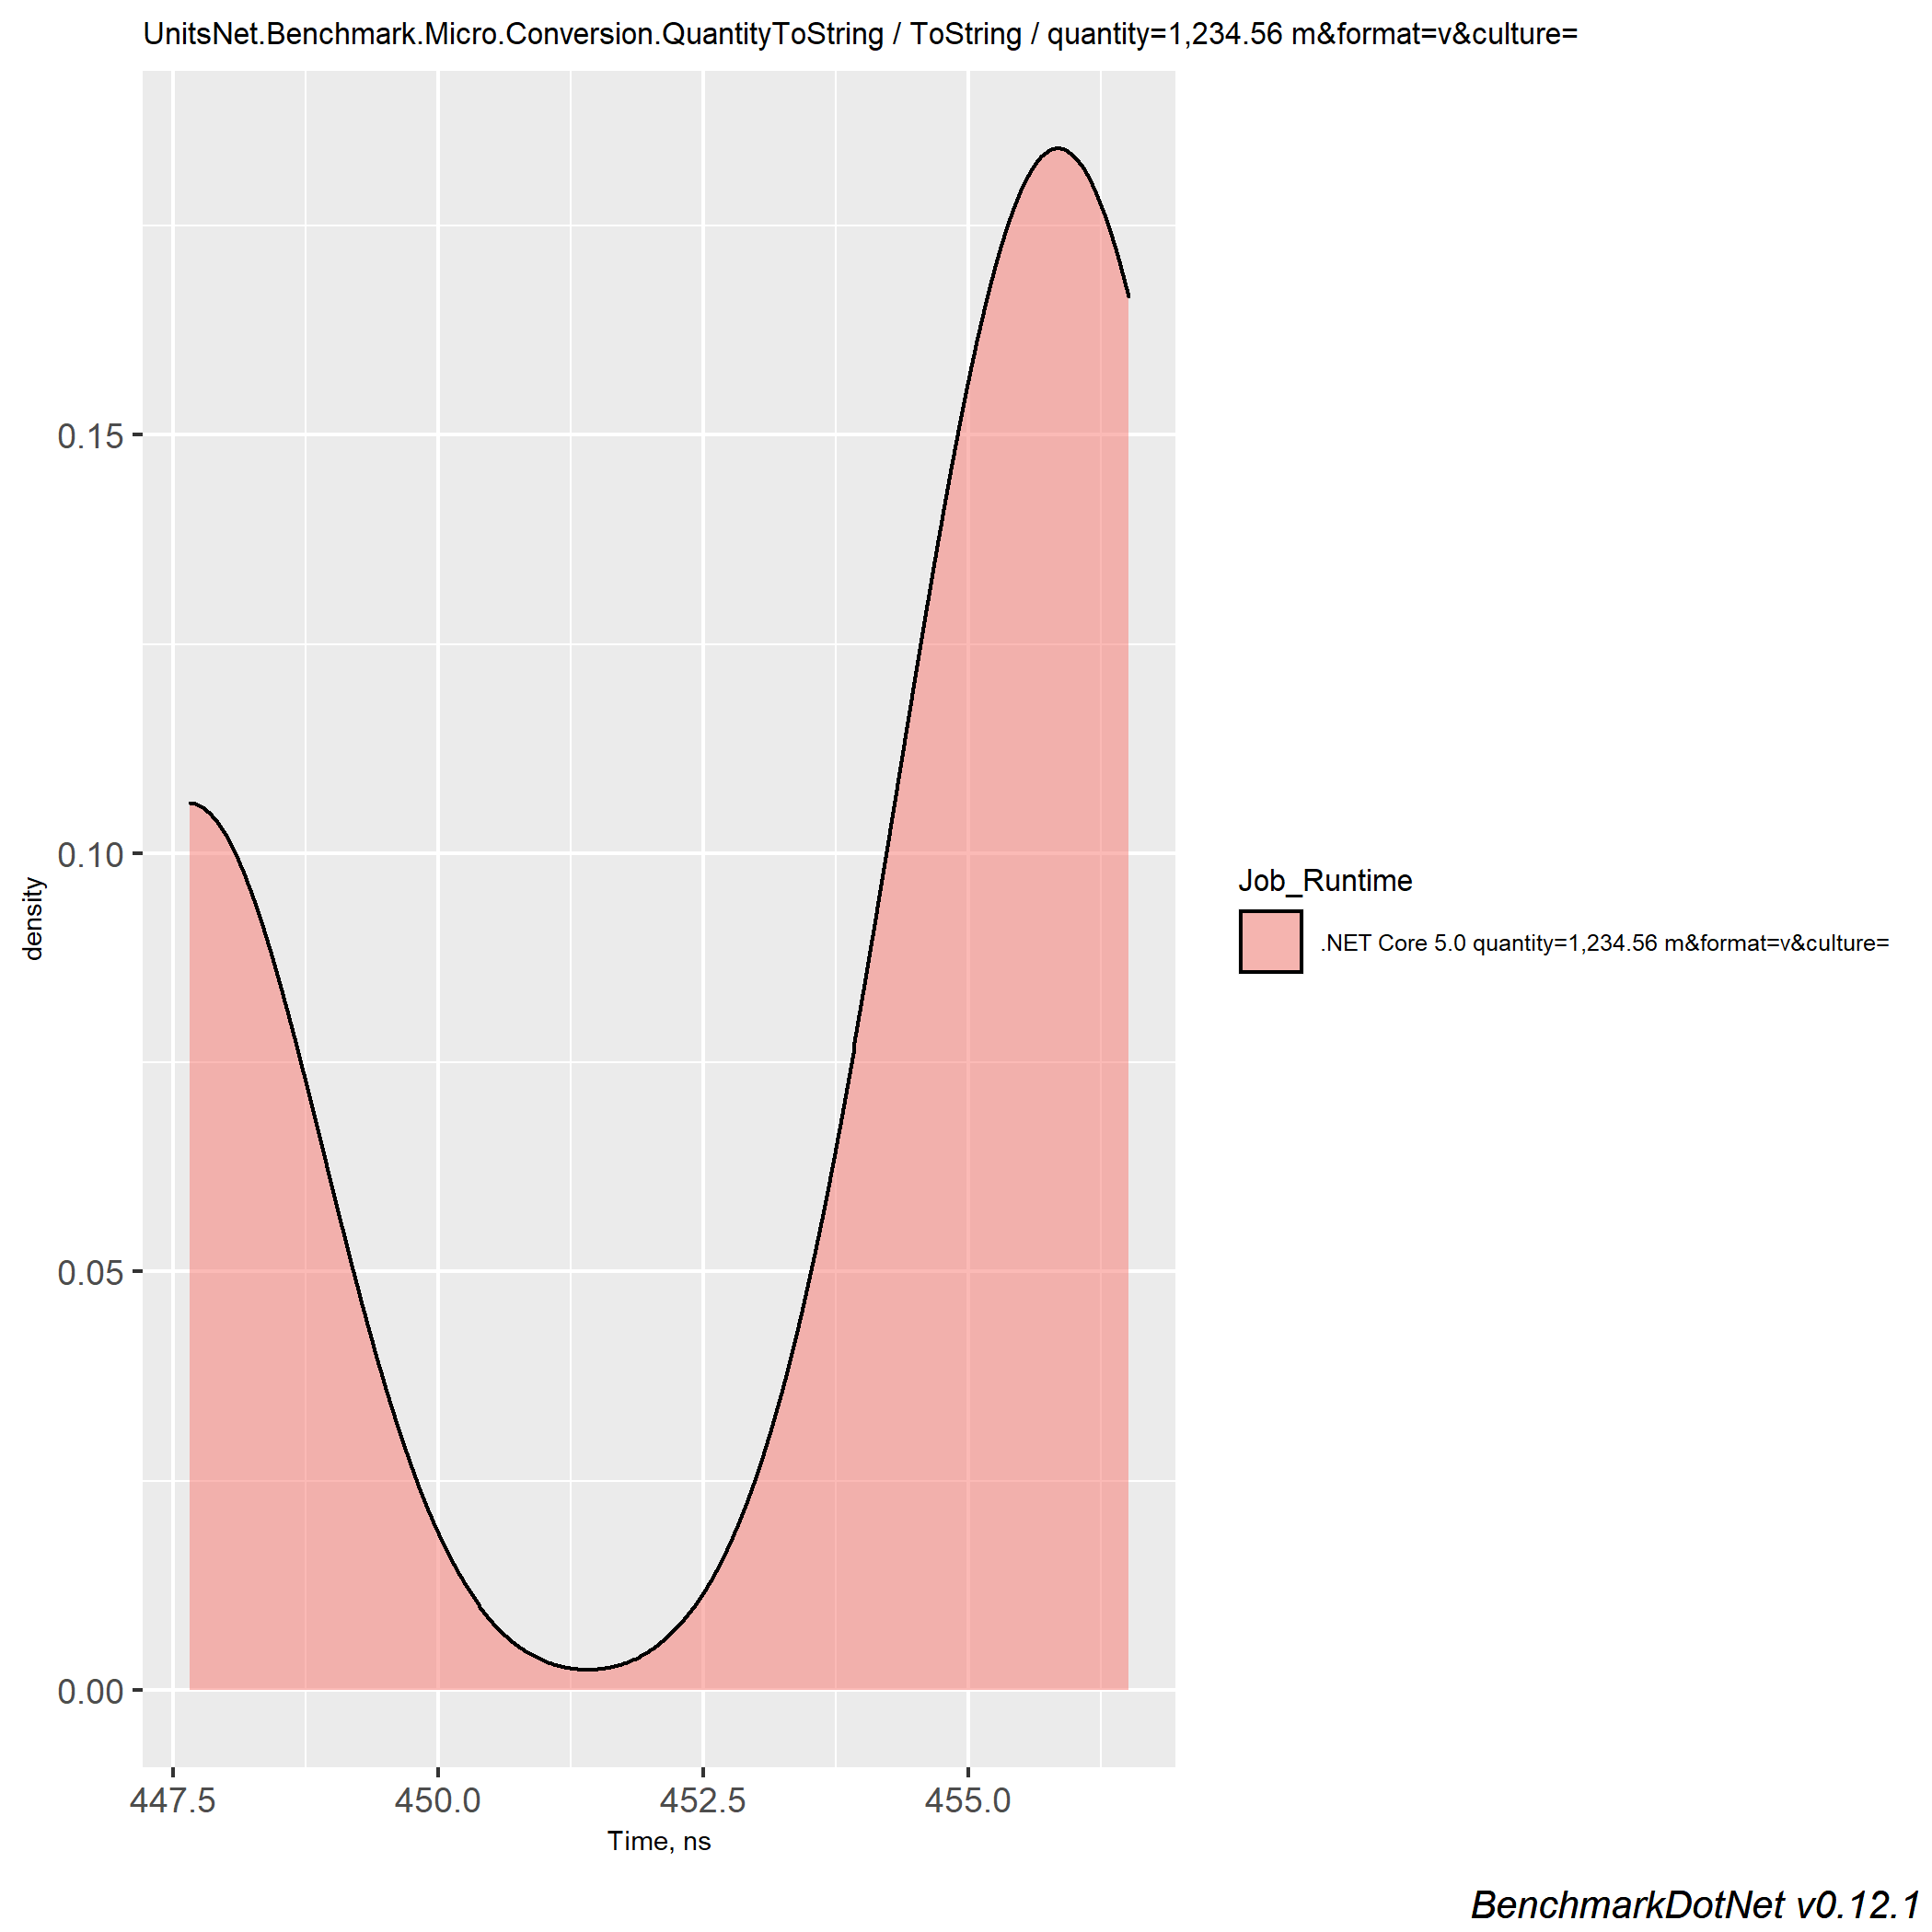 UnitsNet.Benchmark.Micro.Conversion.QuantityToString / ToString / quantity=1,234.56 m&format=v&culture=
density
0.15
0.10
0.05
0.00
447.5 450.0 452.5 455.0
Time, ns
Job_Runtime
.NET Core 5.0 quantity=1,234.56 m&format=v&culture=
BenchmarkDotNet v0.12.1